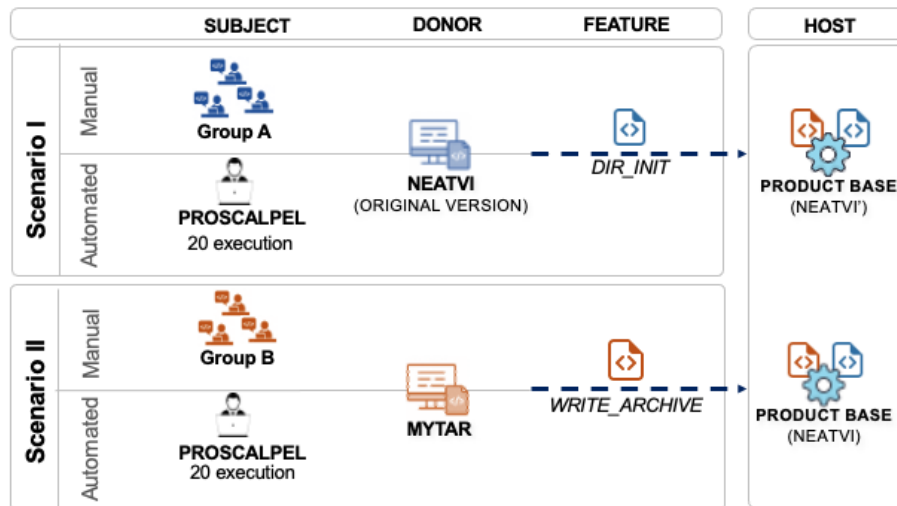 SUBJECT DONOR FEATURE HOST
Scenario I
Manual
Group A
Automated
PROSCALPEL
20 execution
NEATVI
(ORIGINAL VERSION)
DIR_INIT
PRODUCT BASE
(NEATVI')
Scenario II
Manual
Group B
Automated
PROSCALPEL
20 execution
MYTAR
WRITE_ARCHIVE
PRODUCT BASE
(NEATVI)